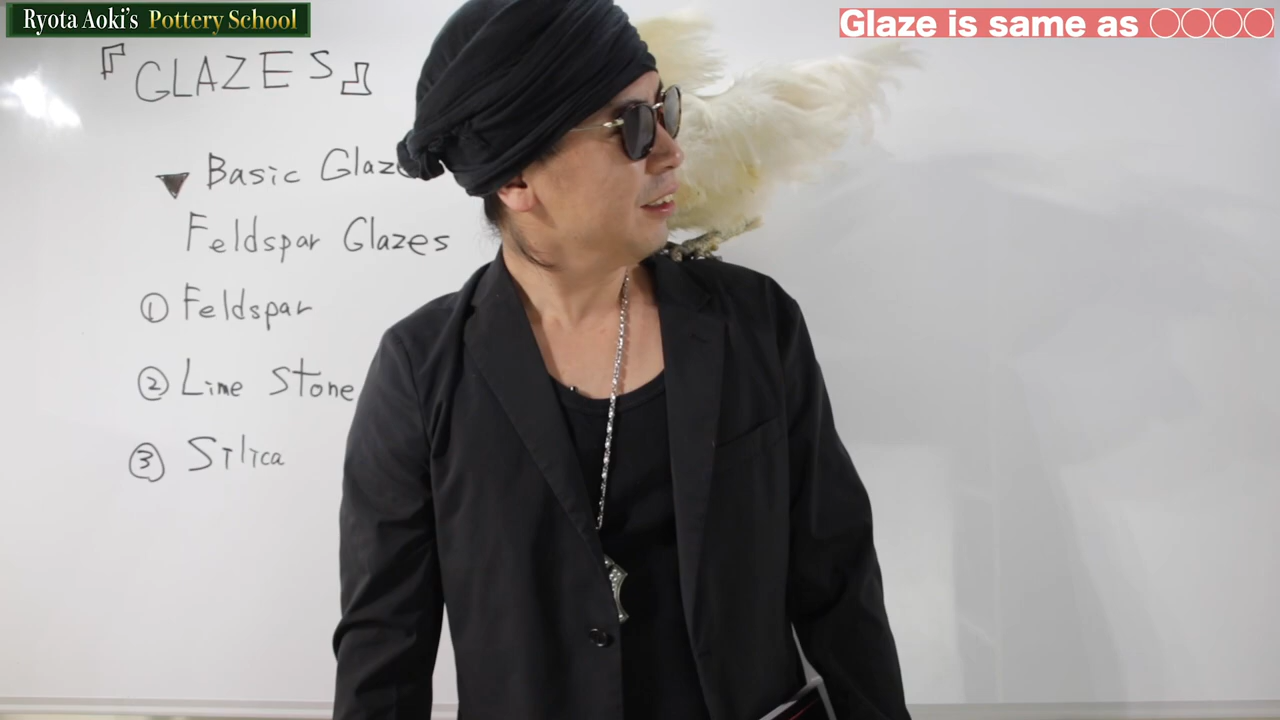 Ryota Aoki's Pottery School
Glaze is same as ○○○○
『GLAZES』
▼ Basic Glaze
Feldspar Glazes
① Feldspar
② Lime Stone
③ Silica